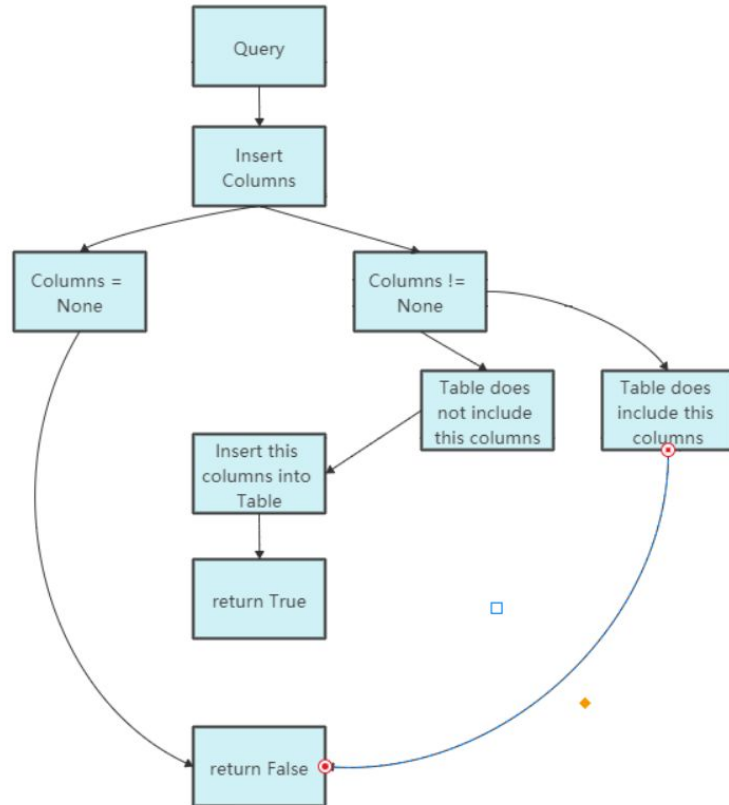 Query
Insert
Columns
Columns =
None
Columns !=
None
Table does
not include
this columns
Table does
include this
columns
Insert this
columns into
Table
return True
return False